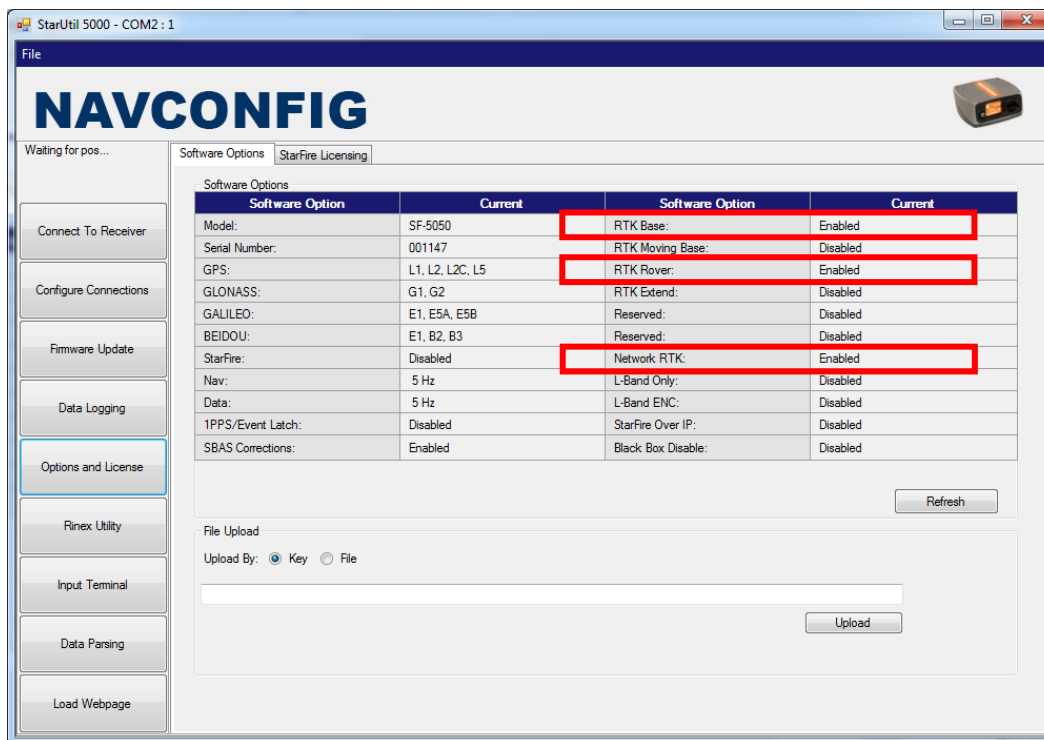 StarUtil 5000 - COM2 : 1
File
NAVCONFIG
Waiting for pos...
Software Options StarFire Licensing
Software Options
Software Option Current Software Option Current
Model: SF-5050 RTK Base: Enabled
Serial Number: 001147 RTK Moving Base: Disabled
GPS: L1, L2, L2C, L5 RTK Rover: Enabled
GLONASS: G1, G2 RTK Extend: Disabled
GALILEO: E1, E5A, E5B Reserved: Disabled
BEIDOU: E1, B2, B3 Reserved: Disabled
StarFire: Disabled Network RTK: Enabled
Nav: 5 Hz L-Band Only: Disabled
Data: 5 Hz L-Band ENC: Disabled
1PPS/Event Latch: Disabled StarFire Over IP: Disabled
SBAS Corrections: Enabled Black Box Disable: Disabled
Refresh
File Upload
Upload By: Key File
Upload
Connect To Receiver
Configure Connections
Firmware Update
Data Logging
Options and License
Rinex Utility
Input Terminal
Data Parsing
Load Webpage